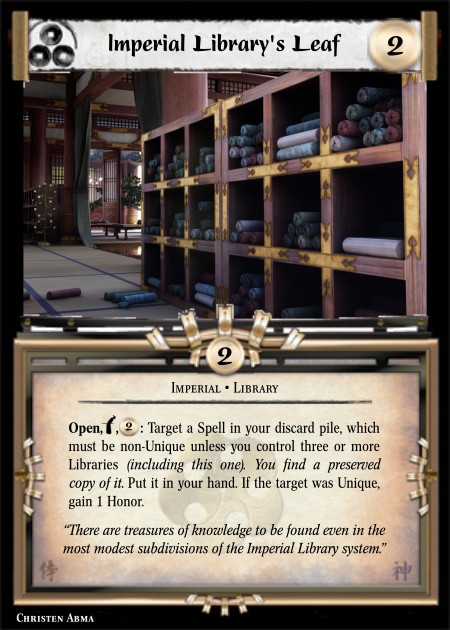 Imperial Library's Leaf
2
2
Imperial • Library
Open, , 2 : Target a Spell in your discard pile, which
must be non-Unique unless you control three or more
Libraries (including this one). You find a preserved
copy of it. Put it in your hand. If the target was Unique,
gain 1 Honor.
“There are treasures of knowledge to be found even in the
most modest subdivisions of the Imperial Library system.”
侍 神
Christen Abma